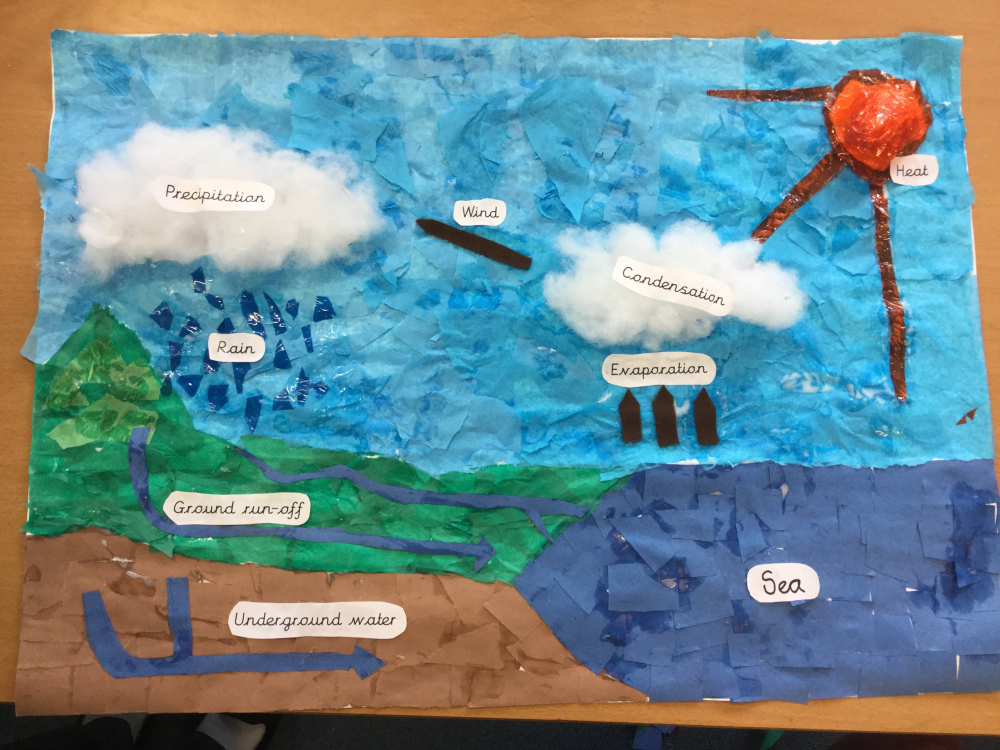 Heat
Precipitation
Wind
Condensation
Rain
Evaporation
Ground run-off
Sea
Underground water